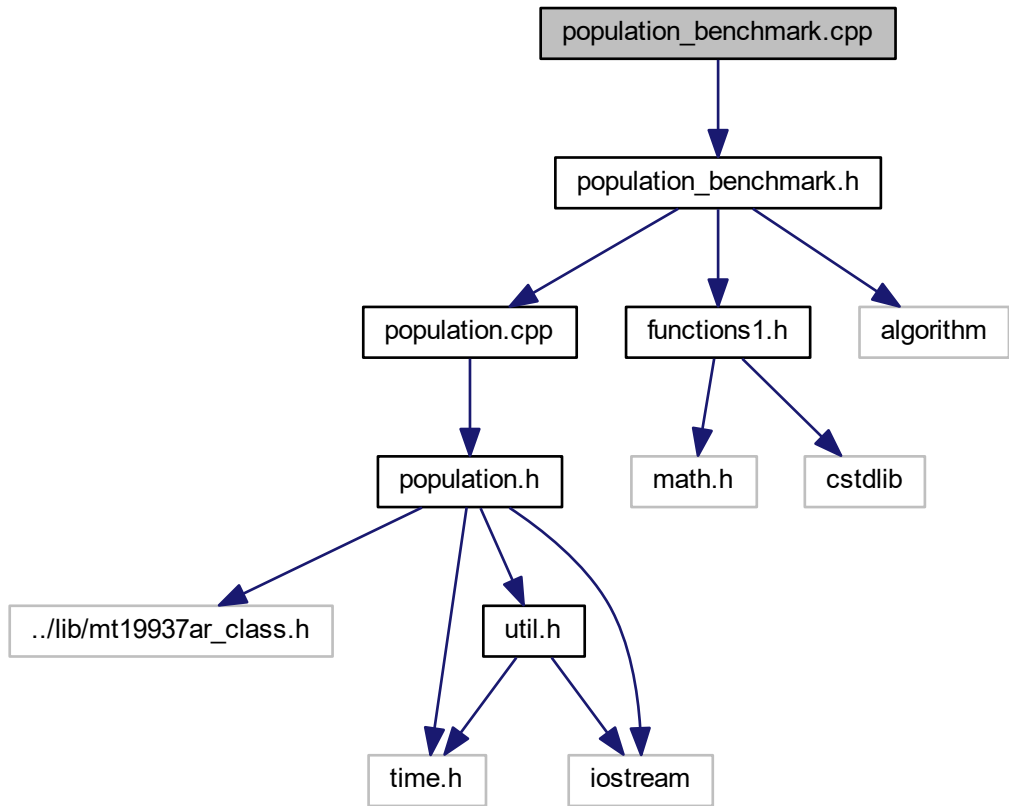 population_benchmark.cpp
population_benchmark.h
population.cpp
functions1.h
algorithm
population.h
math.h
cstdlib
../lib/mt19937ar_class.h
util.h
time.h
iostream